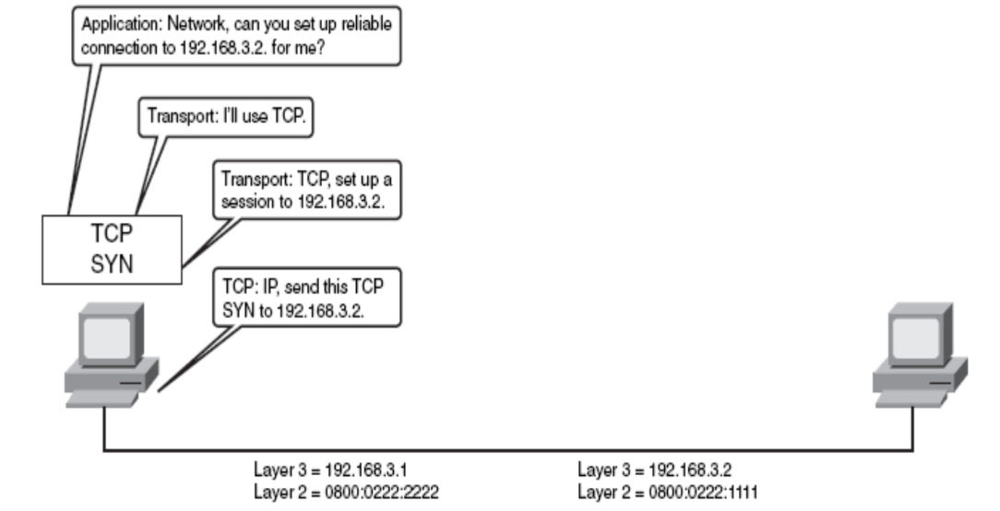 Application: Network, can you set up reliable
connection to 192.168.3.2. for me?
Transport: I'll use TCP.
Transport: TCP, set up a
session to 192.168.3.2.
TCP
SYN
TCP: IP, send this TCP
SYN to 192.168.3.2.
Layer 3 = 192.168.3.1
Layer 2 = 0800:0222:2222
Layer 3 = 192.168.3.2
Layer 2 = 0800:0222:1111